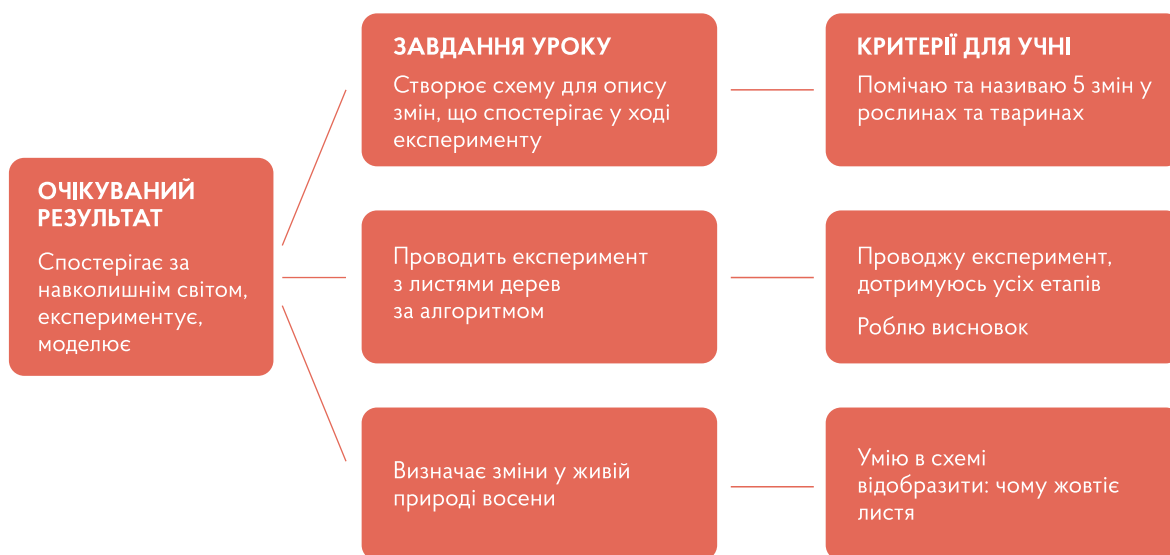 ОЧІКУВАНИЙ
РЕЗУЛЬТАТ
Спостерігає за
навколишнім світом,
експериментує,
моделює
ЗАВДАННЯ УРОКУ
Створює схему для опису
змін, що спостерігає у ході
експерименту
КРИТЕРІЇ ДЛЯ УЧНІ
Помічаю та називаю 5 змін у
рослинах та тваринах
Проводить експеримент
з листями дерев
за алгоритмом
Проводжу експеримент,
дотримуюсь усіх етапів
Роблю висновок
Визначає зміни у живій
природі восени
Умію в схемі
відобразити: чому жовтіє
листя